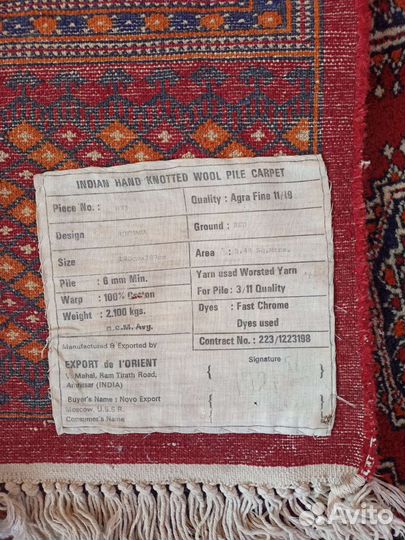 INDIAN HAND KNOTTED WOOL PILE CARPET
Piece No. :
Quality : Agra Fine 11/19
Design
Ground : RED
Size
Area :
Pile : 6 mm Min.
Yarn used Worsted Yarn
Warp : 100% Cotton
For Pile : 3/11 Quality
Weight : 2,100 kgs.
Dyes : Fast Chrome
p.c.M. Avg.
Dyes used
Manufactured & Exported by
Contract No. : 223/1223198
EXPORT de l'ORIENT
Signature
Mahal, Ram Tirath Road,
Amritsar (INDIA)
Buyer's Name : Novo Export
Moscow, U.S.S.R.
Consumer's Name
Avito